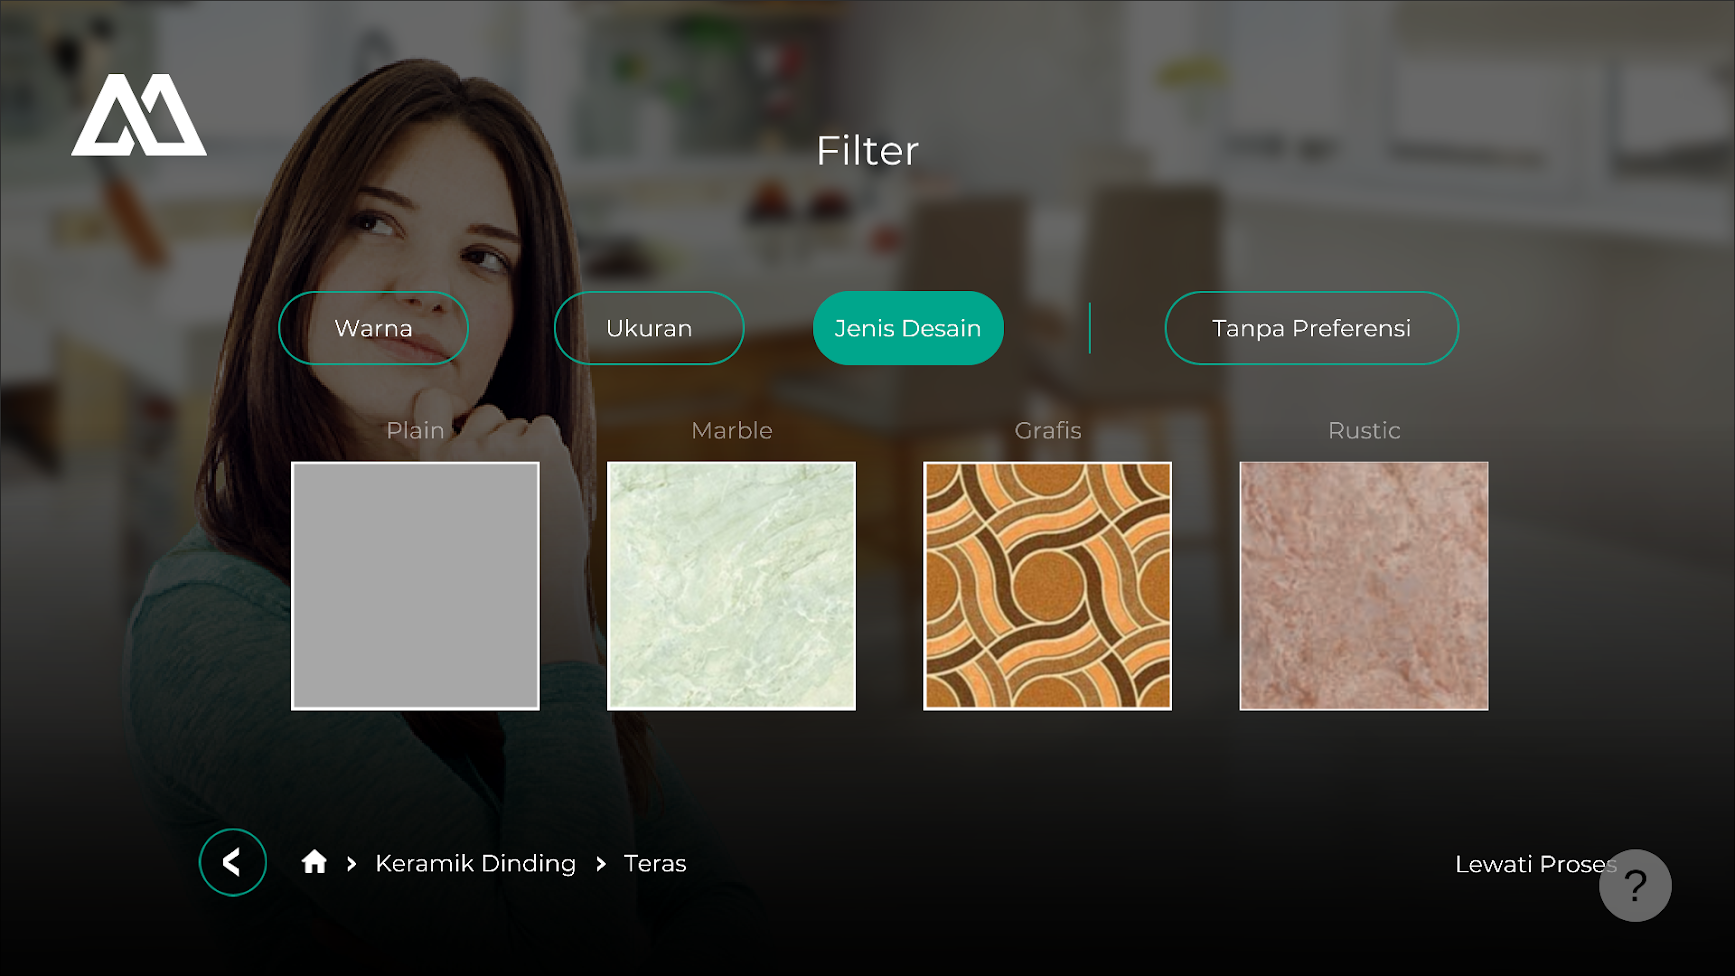 Filter
Warna
Ukuran
Jenis Desain
Tanpa Preferensi
Plain
Marble
Grafis
Rustic
Keramik Dinding > Teras
Lewati Proses
?